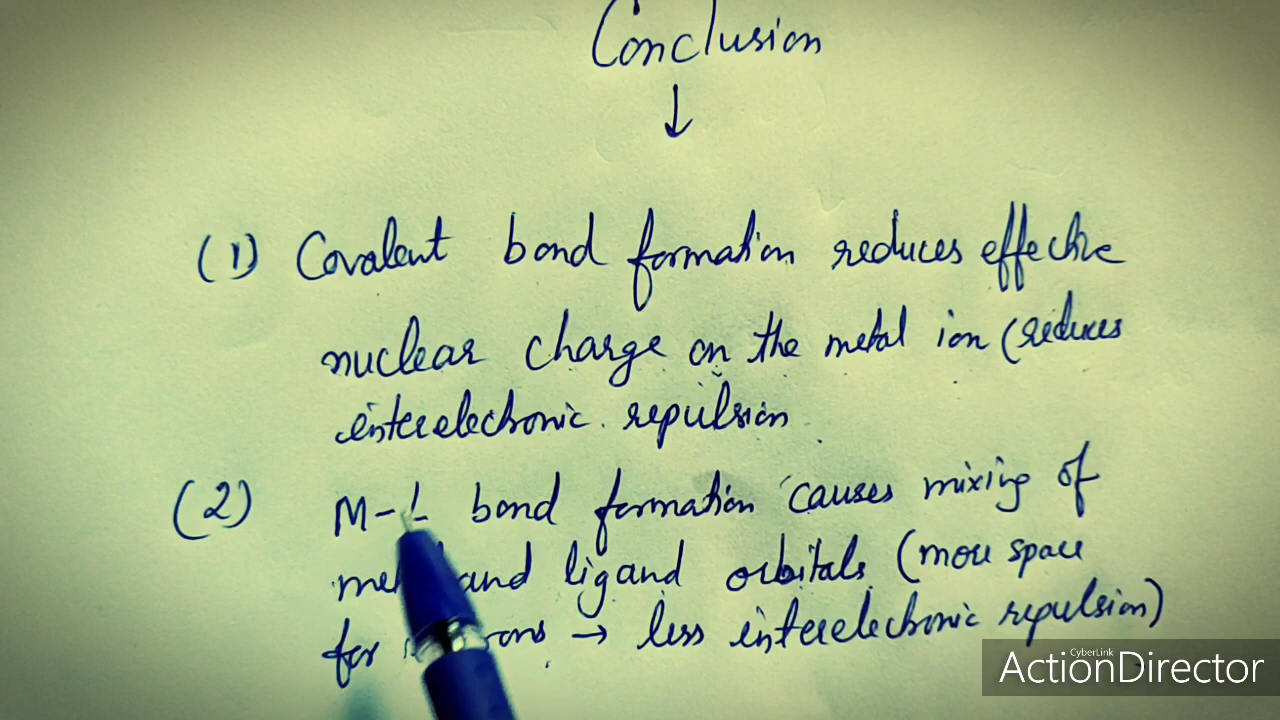 Conclusion
↓
(1) Covalent bond formation reduces effective
nuclear charge on the metal ion (reduces
interelectronic repulsion
(2) M-L bond formation causes mixing of
and ligand orbitals (more space
for → less interelectronic repulsion)
CyberLink
ActionDirector